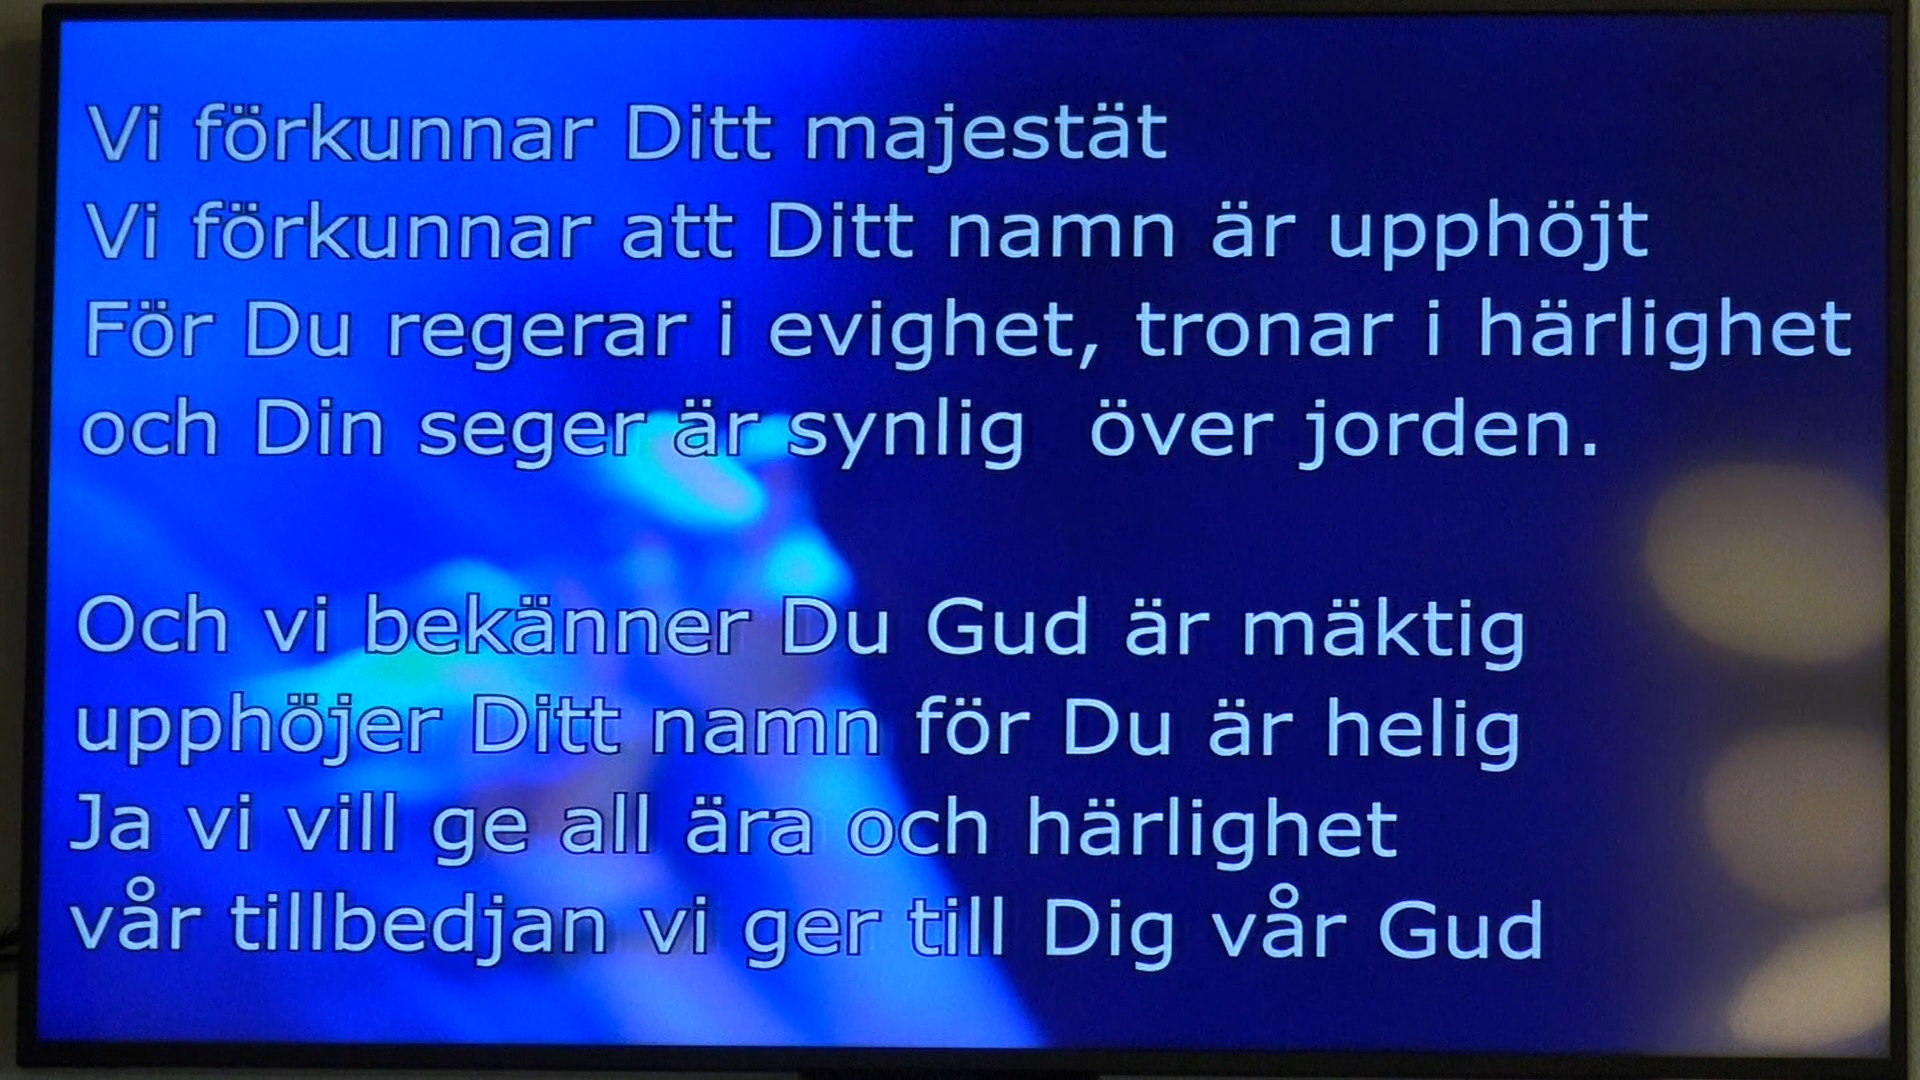 Vi förkunnar Ditt majestät
Vi förkunnar att Ditt namn är upphöjt
För Du regerar i evighet, tronar i härlighet
och Din seger är synlig  över jorden.
Och vi bekänner Du Gud är mäktig
upphöjer Ditt namn för Du är helig
Ja vi vill ge all ära och härlighet
vår tillbedjan vi ger till Dig vår Gud